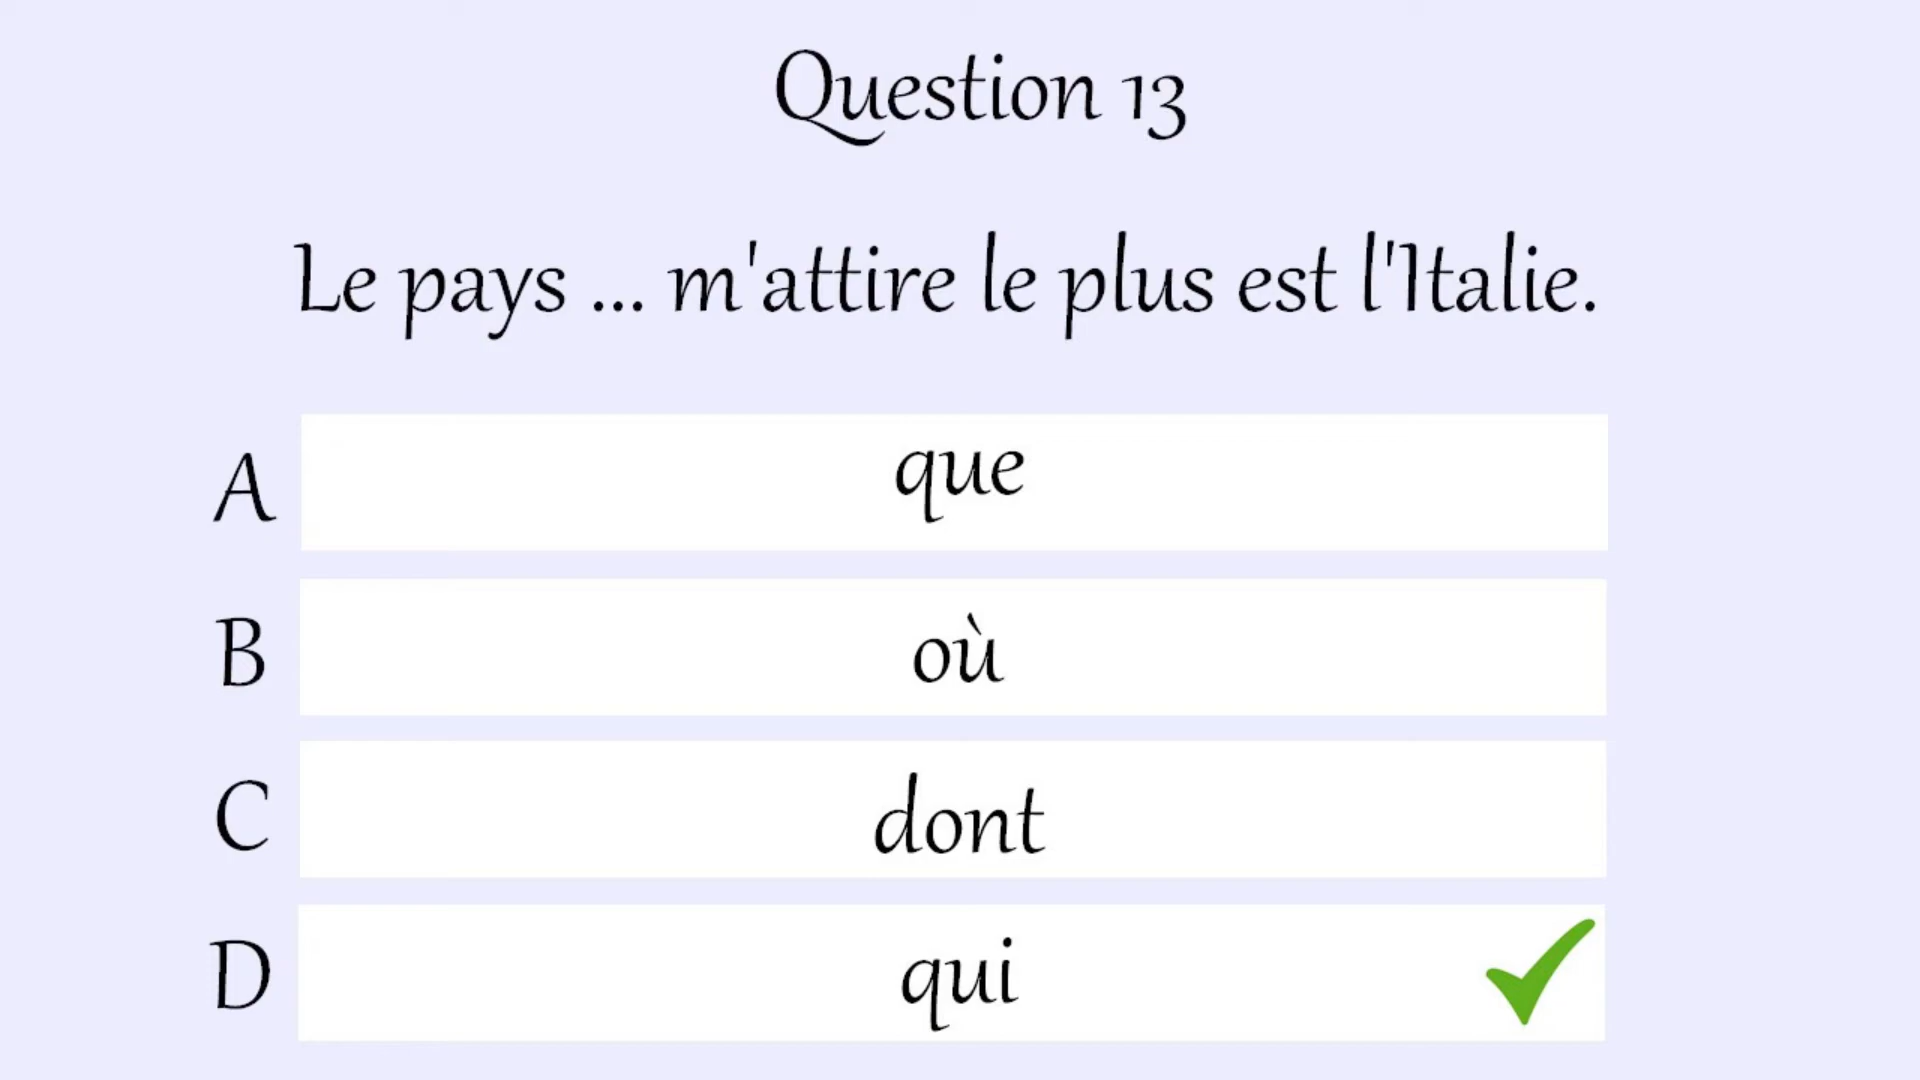 Question 13
Le pays ... m'attire le plus est l'Italie.
A que
B où
C dont
D qui